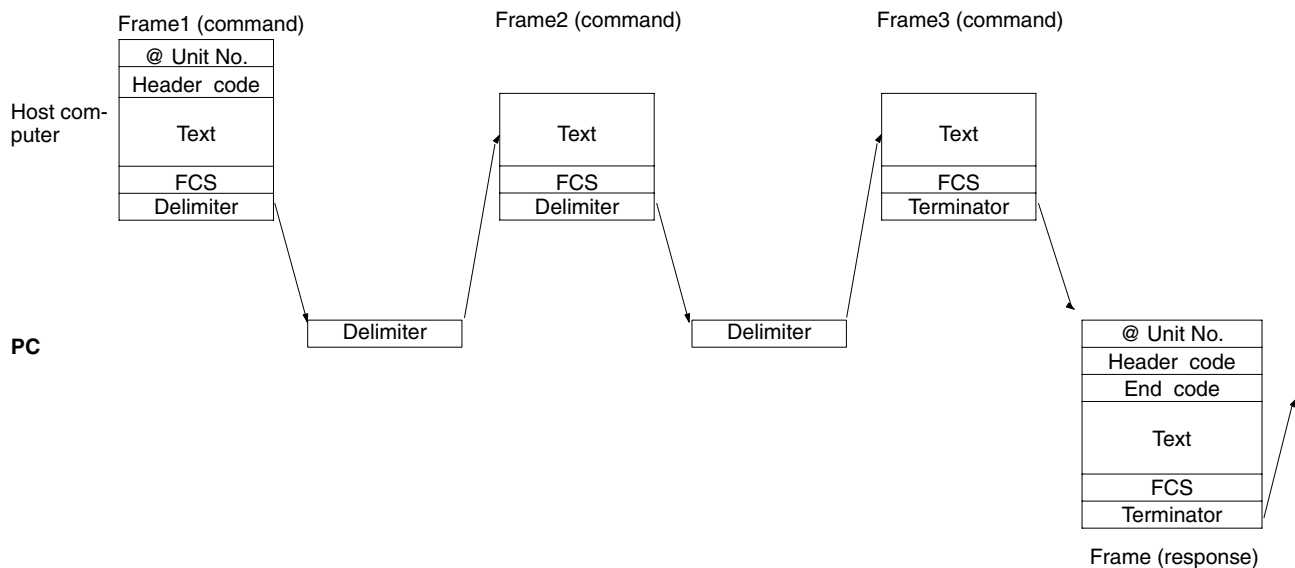 Frame1 (command)
@ Unit No.
Header code
Text
FCS
Delimiter
Host com-
puter
Frame2 (command)
Text
FCS
Delimiter
Frame3 (command)
Text
FCS
Terminator
PC
Delimiter
Delimiter
@ Unit No.
Header code
End code
Text
FCS
Terminator
Frame (response)